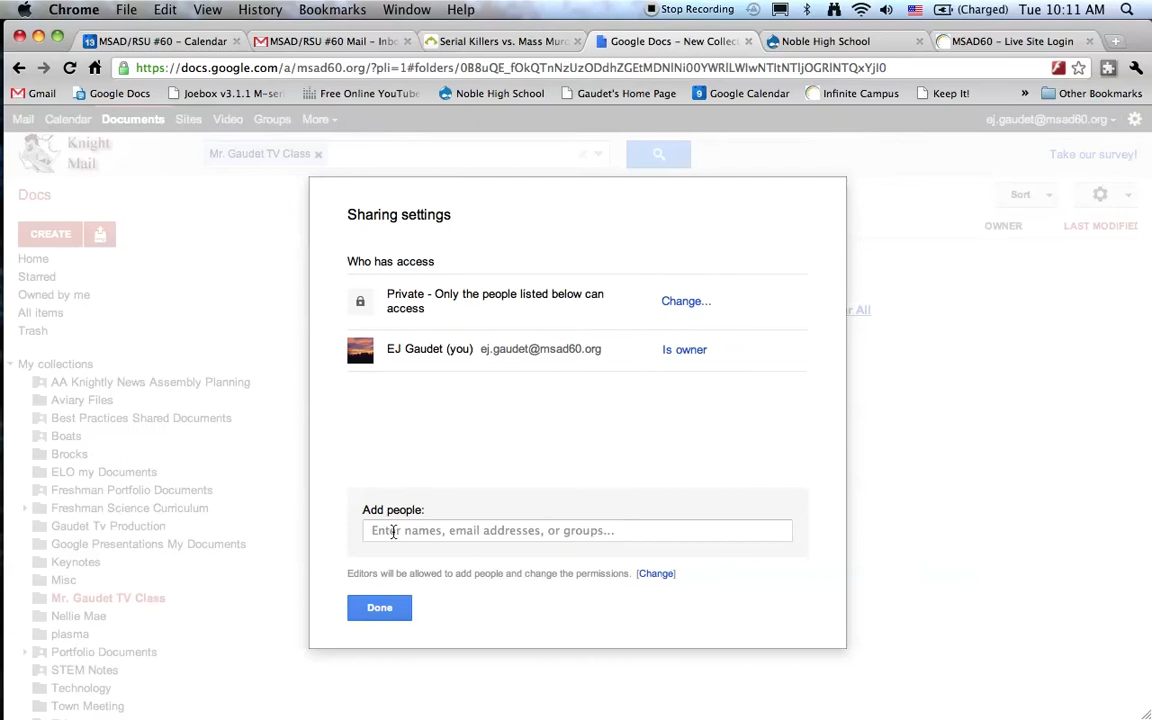 Chrome File Edit View History Bookmarks Window Help Stop Recording (Charged) Tue 10:11 AM
13 MSAD/RSU #60 – Calendar MSAD/RSU #60 Mail – Inbo Serial Killers vs. Mass Murd Google Docs – New Collect Noble High School MSAD60 – Live Site Login
https://docs.google.com/a/msad60.org/?pli=1#folders/
Gmail Google Docs Joebox v3.1.1 M-seri Free Online YouTube Noble High School Gaudet's Home Page 9 Google Calendar Infinite Campus Keep It! » Other Bookmarks
Mail Calendar Documents Sites Video Groups More ej.gaudet@msad60.org
Knight
Mail
Mr. Gaudet TV Class Take our survey!
Docs Sort
OWNER LAST MODIFIED
CREATE
Home
Starred
Owned by me
All items
Trash
My collections
AA Knightly News Assembly Planning
Aviary Files
Best Practices Shared Documents
Boats
Brocks
ELO my Documents
Freshman Portfolio Documents
Freshman Science Curriculum
Gaudet Tv Production
Google Presentations My Documents
Keynotes
Misc
Mr. Gaudet TV Class
Nellie Mae
plasma
Portfolio Documents
STEM Notes
Technology
Town Meeting
Sharing settings
Who has access
Private - Only the people listed below can
access
Change...
EJ Gaudet (you) ej.gaudet@msad60.org Is owner
All
Add people:
Enter names, email addresses, or groups...
Editors will be allowed to add people and change the permissions. [Change]
Done